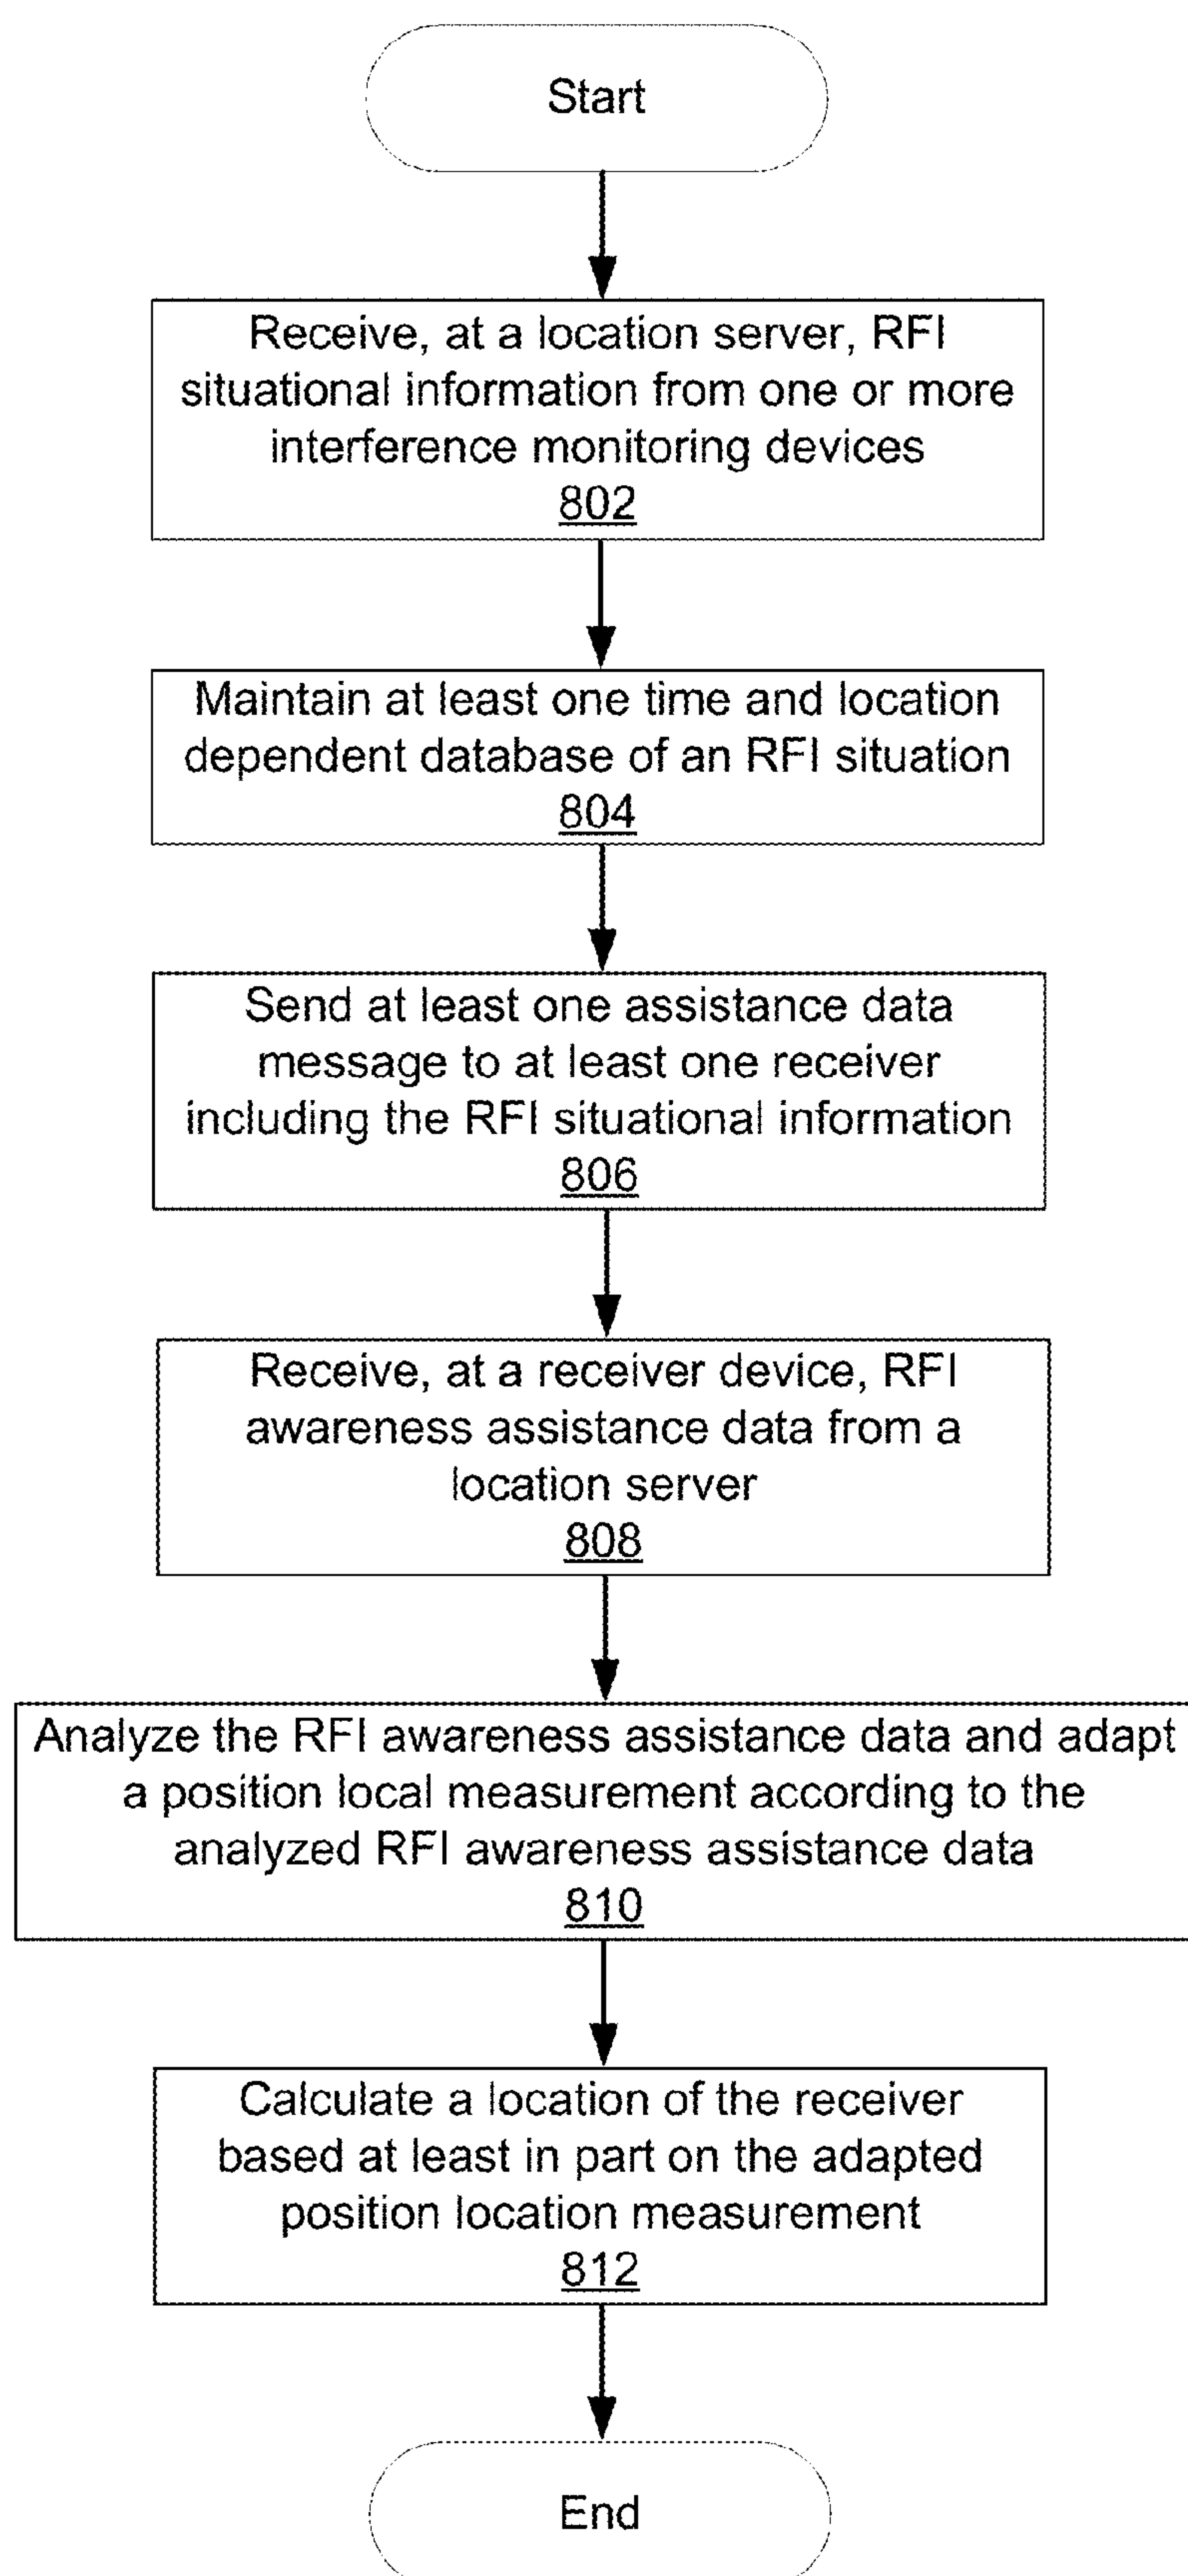 Start
Receive, at a location server, RFI
situational information from one or more
interference monitoring devices
802
Maintain at least one time and location
dependent database of an RFI situation
804
Send at least one assistance data
message to at least one receiver
including the RFI situational information
806
Receive, at a receiver device, RFI
awareness assistance data from a
location server
808
Analyze the RFI awareness assistance data and adapt
a position local measurement according to the
analyzed RFI awareness assistance data
810
Calculate a location of the receiver
based at least in part on the adapted
position location measurement
812
End